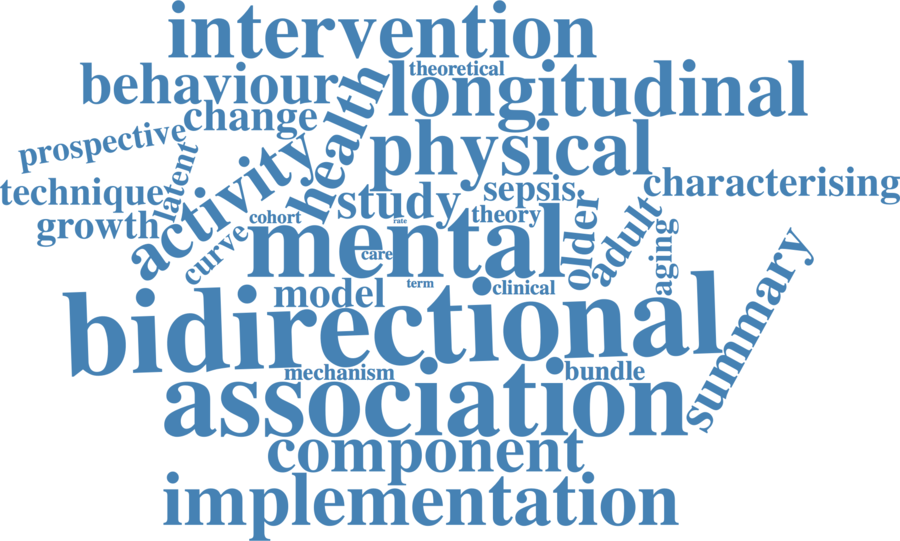 intervention
theoretical
behaviour
longitudinal
health
change
prospective
physical
activity
latent
technique
sepsis
characterising
study
growth
cohort
rate
theory
older
adult
curve
mental
aging
care
summary
term
clinical
model
bidirectional
mechanism
bundle
association
component
implementation